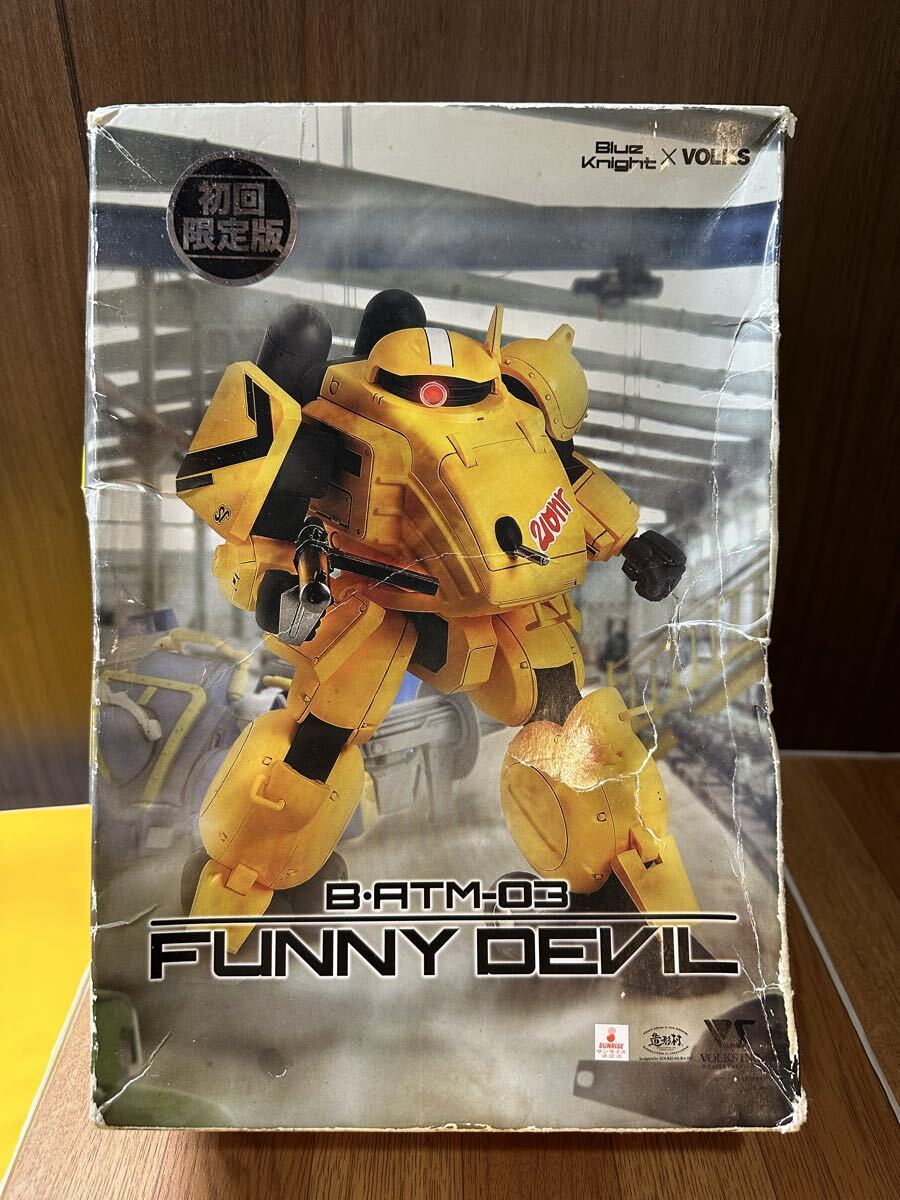 初回
限定版
Blue
Knight × VOLKS
B·ATM-03
FUNNY DEVIL
SUNRISE
サンライズ
造形村
VOLKS INC.